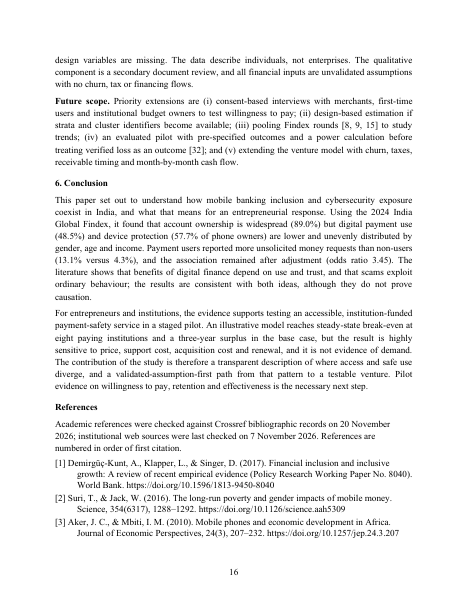 design variables are missing. The data describe individuals, not enterprises. The qualitative
component is a secondary document review, and all financial inputs are unvalidated assumptions
with no churn, tax or financing flows.
Future scope. Priority extensions are (i) consent-based interviews with merchants, first-time
users and institutional budget owners to test willingness to pay; (ii) design-based estimation if
strata and cluster identifiers become available; (iii) pooling Findex rounds [8, 9, 15] to study
trends; (iv) an evaluated pilot with pre-specified outcomes and a power calculation before
treating verified loss as an outcome [32]; and (v) extending the venture model with churn, taxes,
receivable timing and month-by-month cash flow.
6. Conclusion
This paper set out to understand how mobile banking inclusion and cybersecurity exposure
coexist in India, and what that means for an entrepreneurial response. Using the 2024 India
Global Findex, it found that account ownership is widespread (89.0%) but digital payment use
(48.5%) and device protection (57.7% of phone owners) are lower and unevenly distributed by
gender, age and income. Payment users reported more unsolicited money requests than non-users
(13.1% versus 4.3%), and the association remained after adjustment (odds ratio 3.45). The
literature shows that benefits of digital finance depend on use and trust, and that scams exploit
ordinary behaviour; the results are consistent with both ideas, although they do not prove
causation.
For entrepreneurs and institutions, the evidence supports testing an accessible, institution-funded
payment-safety service in a staged pilot. An illustrative model reaches steady-state break-even at
eight paying institutions and a three-year surplus in the base case, but the result is highly
sensitive to price, support cost, acquisition cost and renewal, and it is not evidence of demand.
The contribution of the study is therefore a transparent description of where access and safe use
diverge, and a validated-assumption-first path from that pattern to a testable venture. Pilot
evidence on willingness to pay, retention and effectiveness is the necessary next step.
References
Academic references were checked against Crossref bibliographic records on 20 November
2026; institutional web sources were last checked on 7 November 2026. References are
numbered in order of first citation.
[1] Demirgüç-Kunt, A., Klapper, L., & Singer, D. (2017). Financial inclusion and inclusive
growth: A review of recent empirical evidence (Policy Research Working Paper No. 8040).
World Bank. https://doi.org/10.1596/1813-9450-8040
[2] Suri, T., & Jack, W. (2016). The long-run poverty and gender impacts of mobile money.
Science, 354(6317), 1288–1292. https://doi.org/10.1126/science.aah5309
[3] Aker, J. C., & Mbiti, I. M. (2010). Mobile phones and economic development in Africa.
Journal of Economic Perspectives, 24(3), 207–232. https://doi.org/10.1257/jep.24.3.207
16